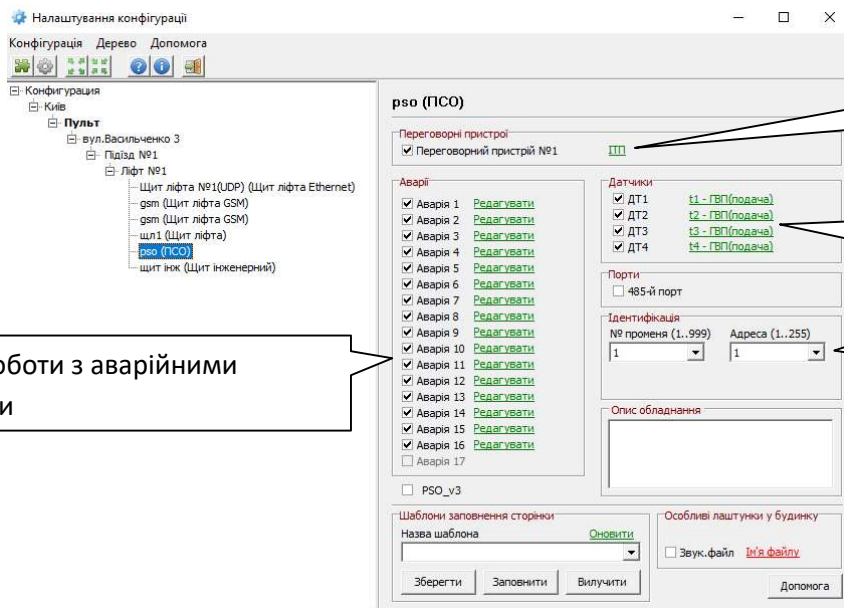 Налаштування конфігурації
Конфігурація Дерево Допомога
Конфигурация
Київ
Пульт
вул.Васильченко 3
Підїзд №1
Ліфт №1
Щит ліфта №1(UDP) (Щит ліфта Ethernet)
gsm (Щит ліфта GSM)
gsm (Щит ліфта GSM)
щл1 (Щит ліфта)
pso (ПСО)
щит інж (Щит інженерний)
оботи з аварійними
и
pso (ПСО)
Переговорні пристрої
Переговорний пристрій №1 ІТП
Аварії
Аварія 1 Редагувати
Аварія 2 Редагувати
Аварія 3 Редагувати
Аварія 4 Редагувати
Аварія 5 Редагувати
Аварія 6 Редагувати
Аварія 7 Редагувати
Аварія 8 Редагувати
Аварія 9 Редагувати
Аварія 10 Редагувати
Аварія 11 Редагувати
Аварія 12 Редагувати
Аварія 13 Редагувати
Аварія 14 Редагувати
Аварія 15 Редагувати
Аварія 16 Редагувати
Аварія 17
PSO_v3
Датчики
ДТ1 t1 - ГВП(подача)
ДТ2 t2 - ГВП(подача)
ДТ3 t3 - ГВП(подача)
ДТ4 t4 - ГВП(подача)
Порти
485-й порт
Ідентифікація
№ променя (1..999) Адреса (1..255)
1 1
Опис обладнання
Шаблони заповнення сторінки
Назва шаблона Оновити
Зберегти Заповнити Вилучити
Особливі лаштунки у будинку
Звук.файл Ім'я файлу
Допомога